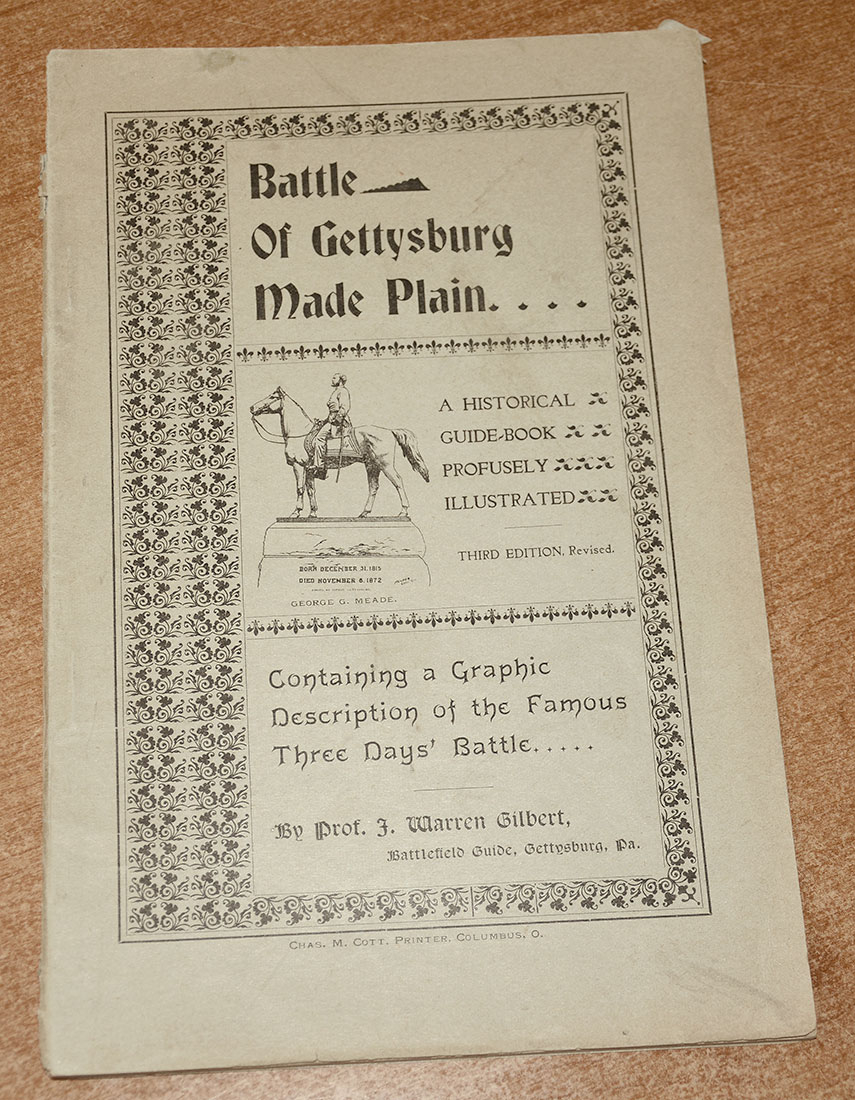 Battle
Of Gettysburg
Made Plain. . . .
A HISTORICAL
GUIDE-BOOK
PROFUSELY
ILLUSTRATED
THIRD EDITION, Revised.
BORN DECEMBER 31, 1815
DIED NOVEMBER 6, 1872
GEORGE G. MEADE.
Containing a Graphic
Description of the Famous
Three Days' Battle.....
By Prof. J. Warren Gilbert,
Battlefield Guide, Gettysburg, Pa.
CHAS. M. COTT, PRINTER, COLUMBUS, O.